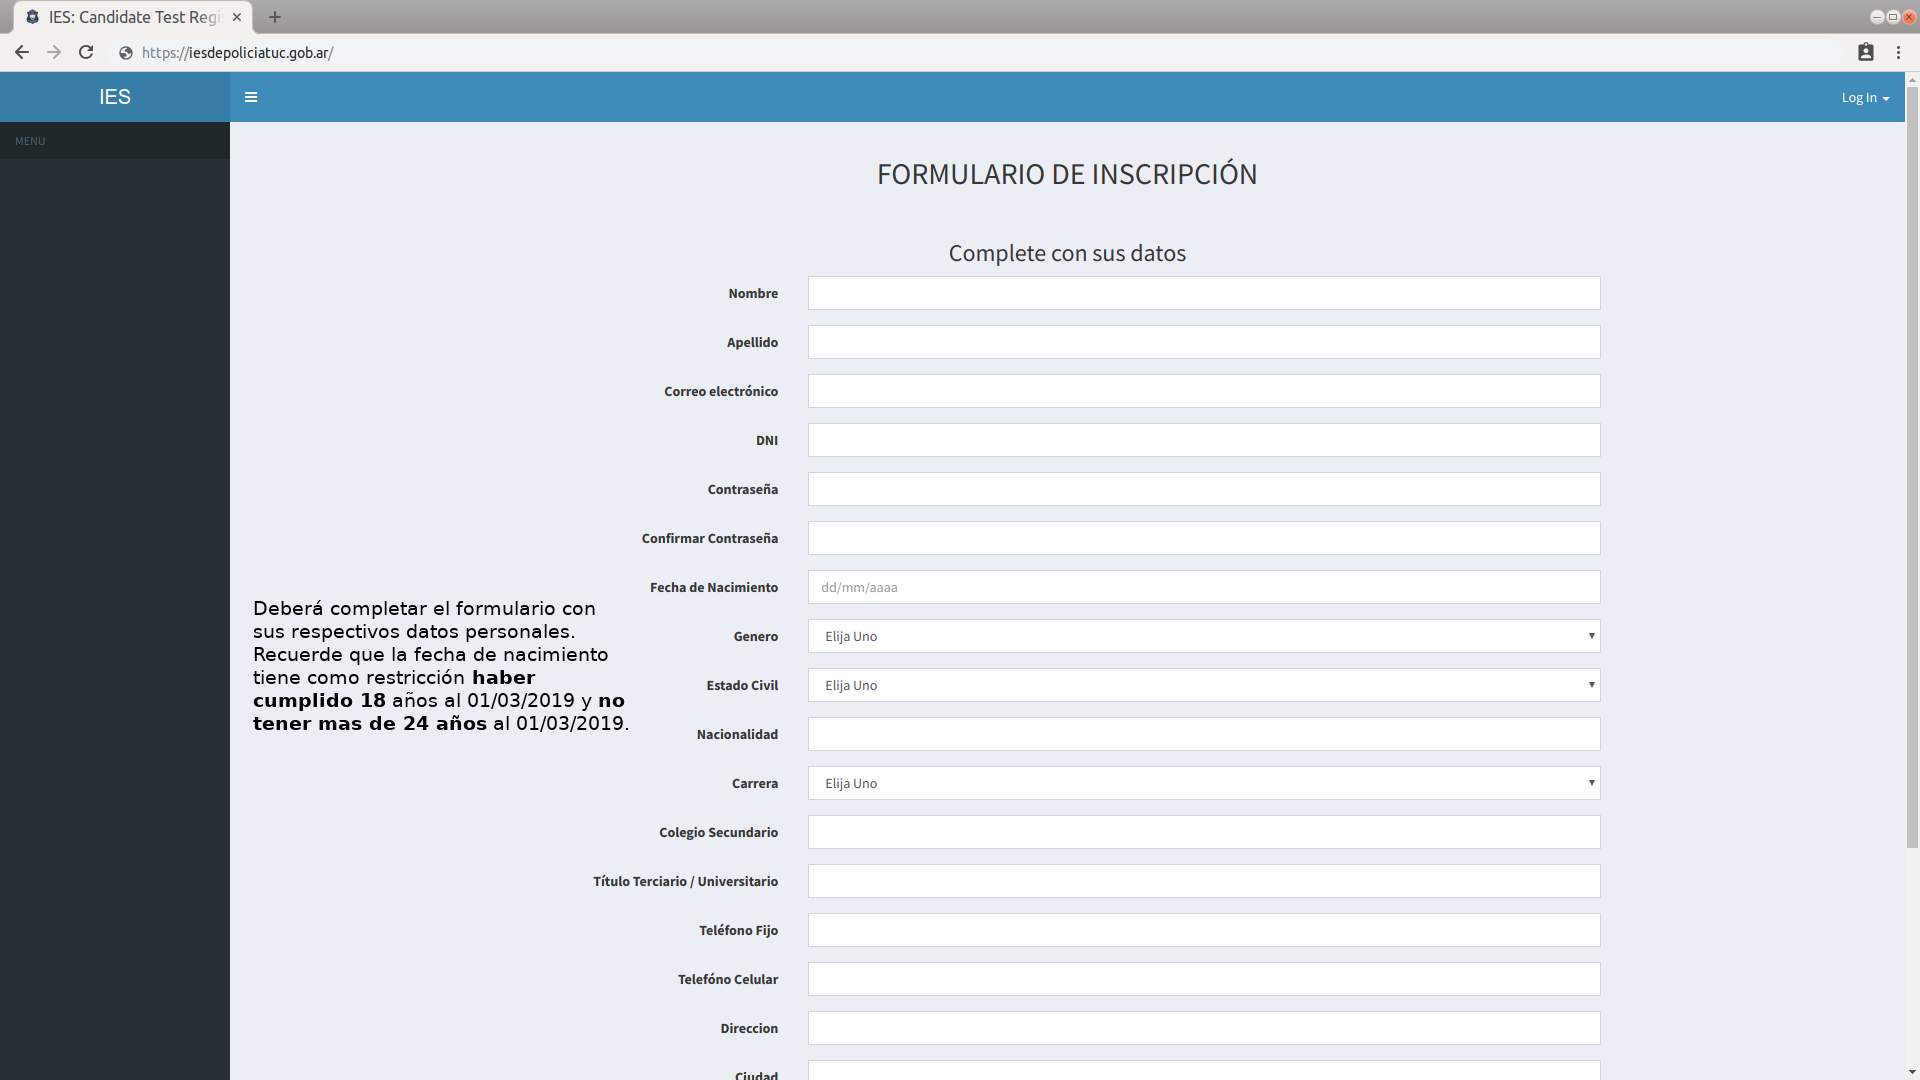 IES: Candidate Test Regi
https://iesdepoliciatuc.gob.ar/
IES
Log In
MENU
FORMULARIO DE INSCRIPCIÓN
Complete con sus datos
Nombre
Apellido
Correo electrónico
DNI
Contraseña
Confirmar Contraseña
Fecha de Nacimiento
dd/mm/aaaa
Deberá completar el formulario con
sus respectivos datos personales.
Recuerde que la fecha de nacimiento
tiene como restricción haber
cumplido 18 años al 01/03/2019 y no
tener mas de 24 años al 01/03/2019.
Genero
Elija Uno
Estado Civil
Elija Uno
Nacionalidad
Carrera
Elija Uno
Colegio Secundario
Título Terciario / Universitario
Teléfono Fijo
Telefóno Celular
Direccion
Ciudad